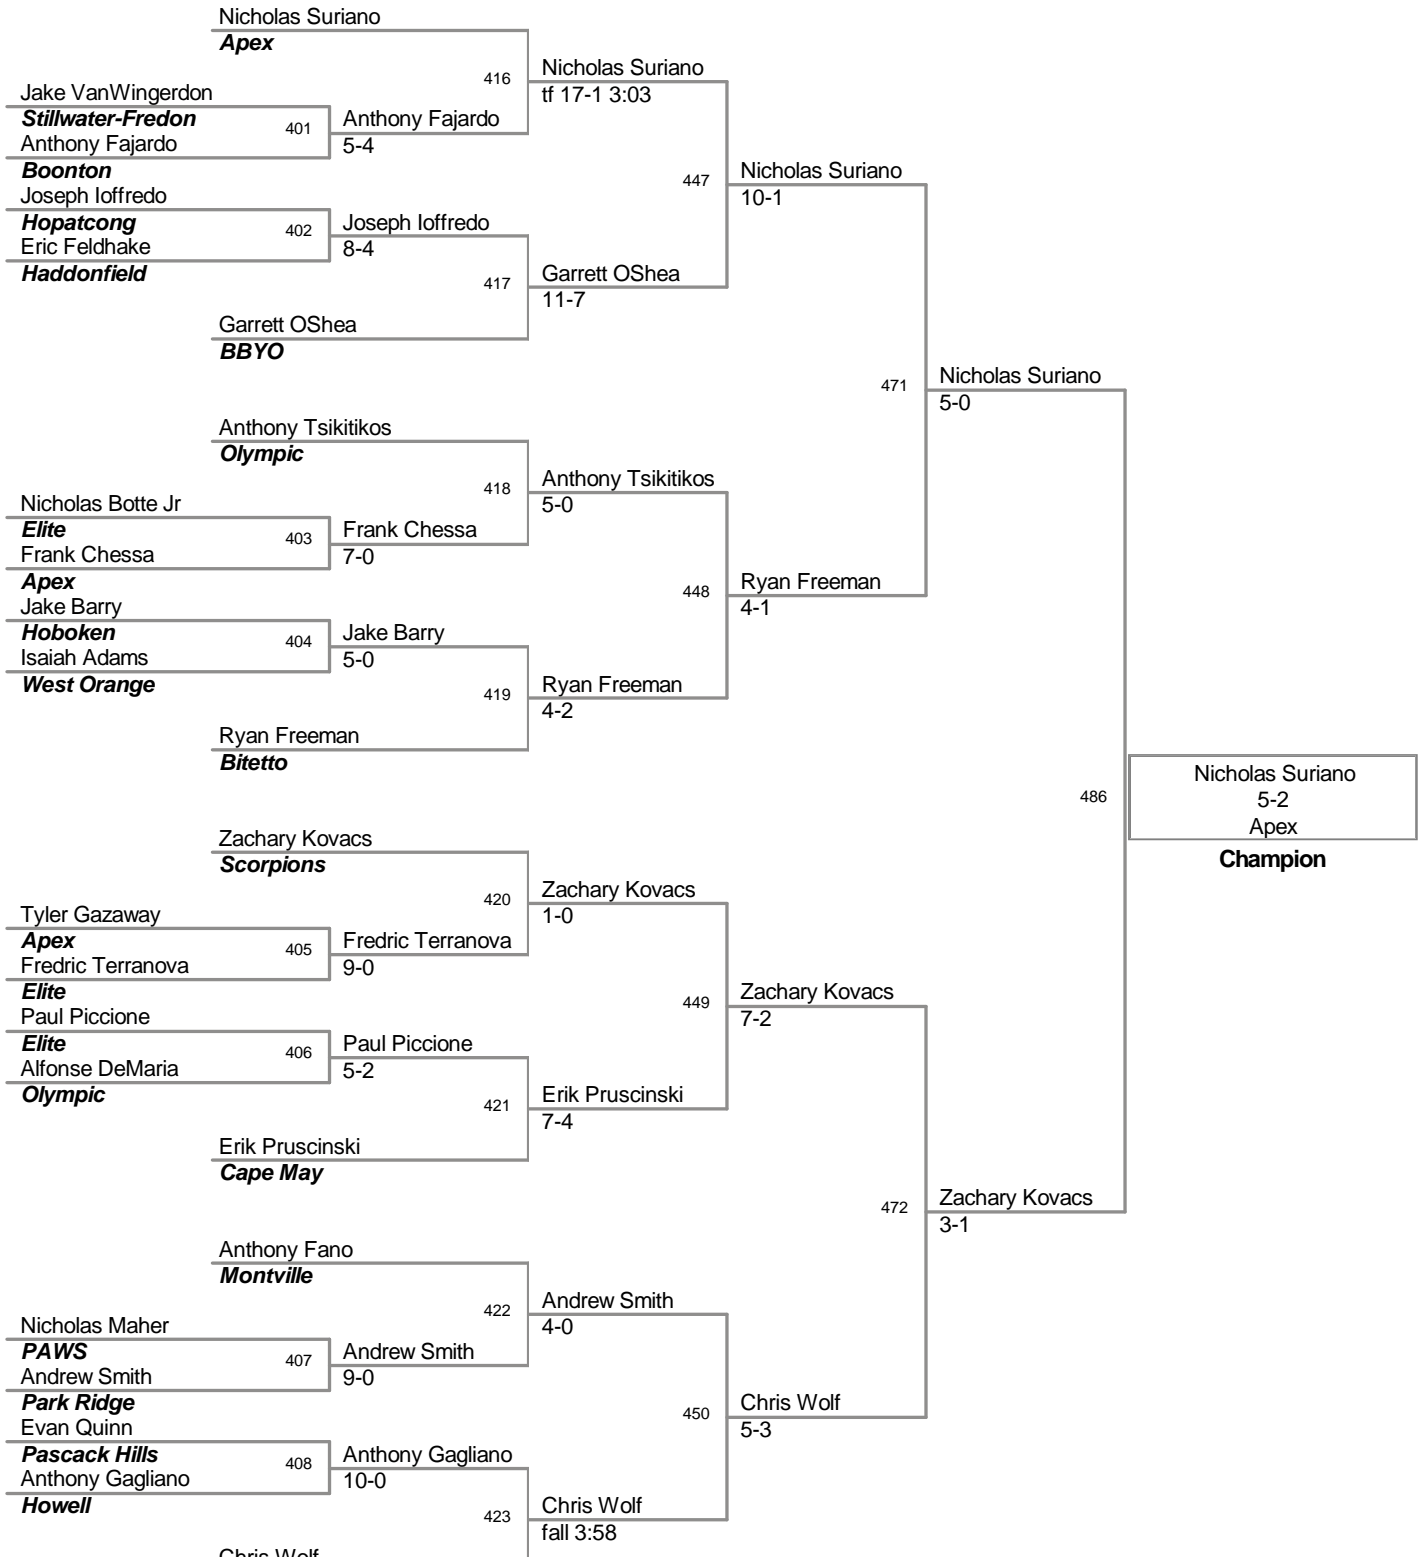 Nicholas Suriano
Apex
416
Nicholas Suriano
tf 17-1 3:03
Jake VanWingerdon
Stillwater-Fredon
401
Anthony Fajardo
5-4
Anthony Fajardo
Boonton
447
Nicholas Suriano
10-1
Joseph Ioffredo
Hopatcong
402
Joseph Ioffredo
8-4
Eric Feldhake
Haddonfield
417
Garrett OShea
11-7
Garrett OShea
BBYO
471
Nicholas Suriano
5-0
Anthony Tsikitikos
Olympic
418
Anthony Tsikitikos
5-0
Nicholas Botte Jr
Elite
403
Frank Chessa
7-0
Frank Chessa
Apex
448
Ryan Freeman
4-1
Jake Barry
Hoboken
404
Jake Barry
5-0
Isaiah Adams
West Orange
419
Ryan Freeman
4-2
Ryan Freeman
Bitetto
486
Nicholas Suriano
5-2
Apex
Champion
Zachary Kovacs
Scorpions
420
Zachary Kovacs
1-0
Tyler Gazaway
Apex
405
Fredric Terranova
9-0
Fredric Terranova
Elite
449
Zachary Kovacs
7-2
Paul Piccione
Elite
406
Paul Piccione
5-2
Alfonse DeMaria
Olympic
421
Erik Pruscinski
7-4
Erik Pruscinski
Cape May
472
Zachary Kovacs
3-1
Anthony Fano
Montville
422
Andrew Smith
4-0
Nicholas Maher
PAWS
407
Andrew Smith
9-0
Andrew Smith
Park Ridge
450
Chris Wolf
5-3
Evan Quinn
Pascack Hills
408
Anthony Gagliano
10-0
Anthony Gagliano
Howell
423
Chris Wolf
fall 3:58
Chris Wolf